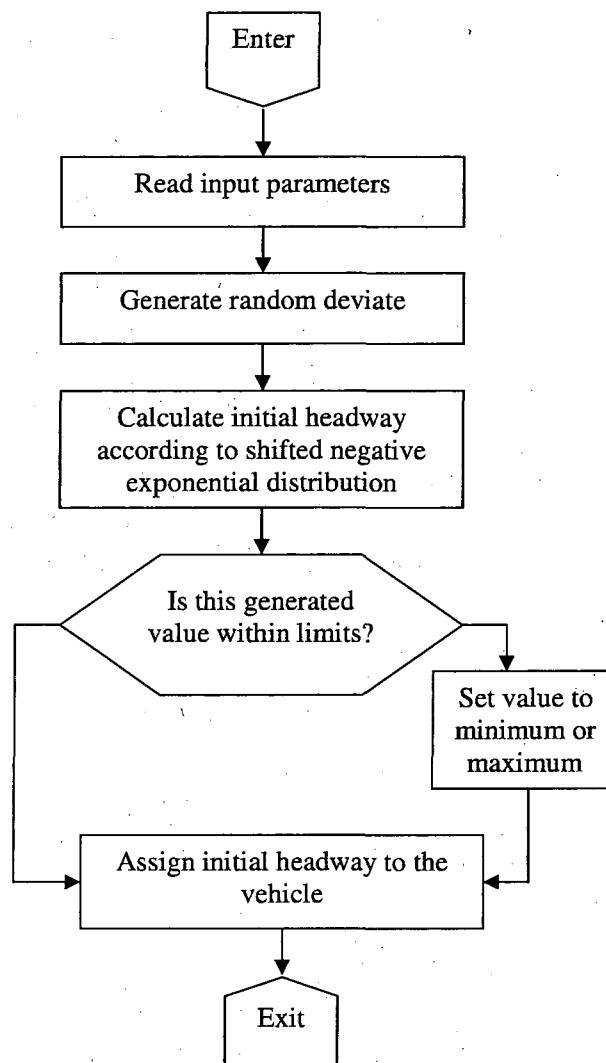 Enter
Read input parameters
Generate random deviate
Calculate initial headway
according to shifted negative
exponential distribution
Is this generated
value within limits?
Set value to
minimum or
maximum
Assign initial headway to the
vehicle
Exit